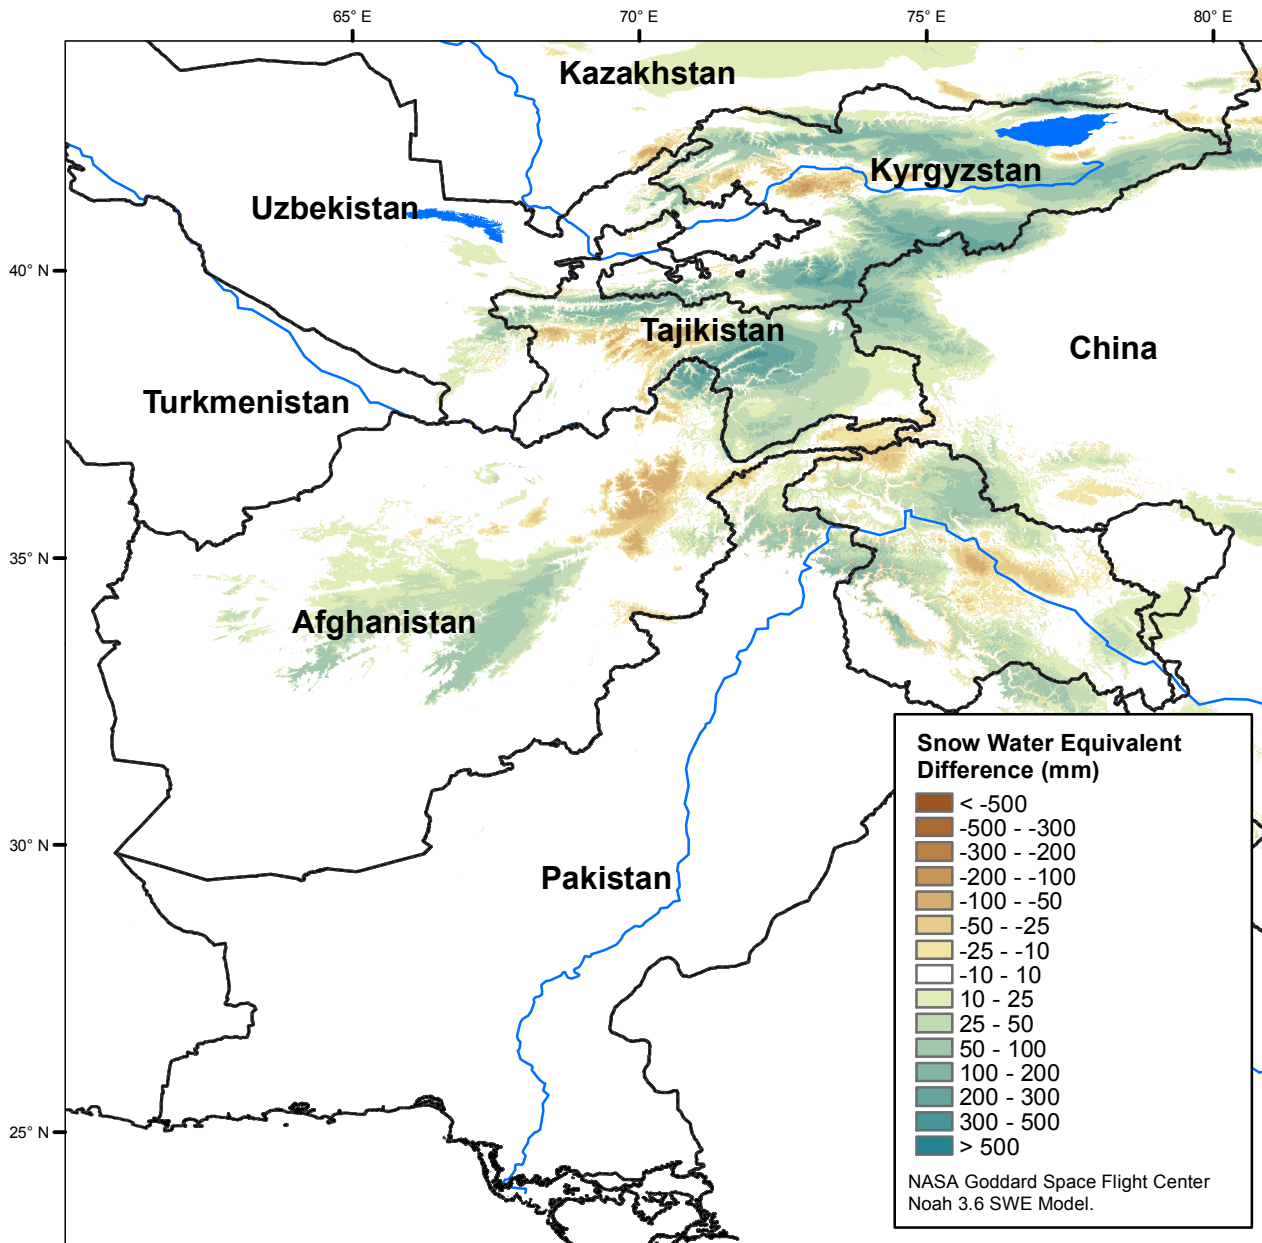 65° E
70° E
75° E
80° E
Kazakhstan
Kyrgyzstan
Uzbekistan
40° N
Tajikistan
China
Turkmenistan
35° N
Afghanistan
30° N
Pakistan
25° N
Snow Water Equivalent
Difference (mm)
< -500
-500 - -300
-300 - -200
-200 - -100
-100 - -50
-50 - -25
-25 - -10
-10 - 10
10 - 25
25 - 50
50 - 100
100 - 200
200 - 300
300 - 500
> 500
NASA Goddard Space Flight Center
Noah 3.6 SWE Model.